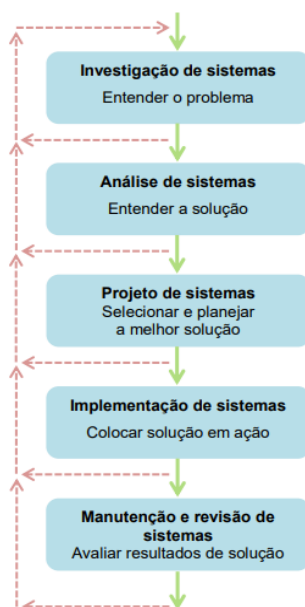 Investigação de sistemas
Entender o problema
Análise de sistemas
Entender a solução
Projeto de sistemas
Selecionar e planejar
a melhor solução
Implementação de sistemas
Colocar solução em ação
Manutenção e revisão de
sistemas
Avaliar resultados de solução